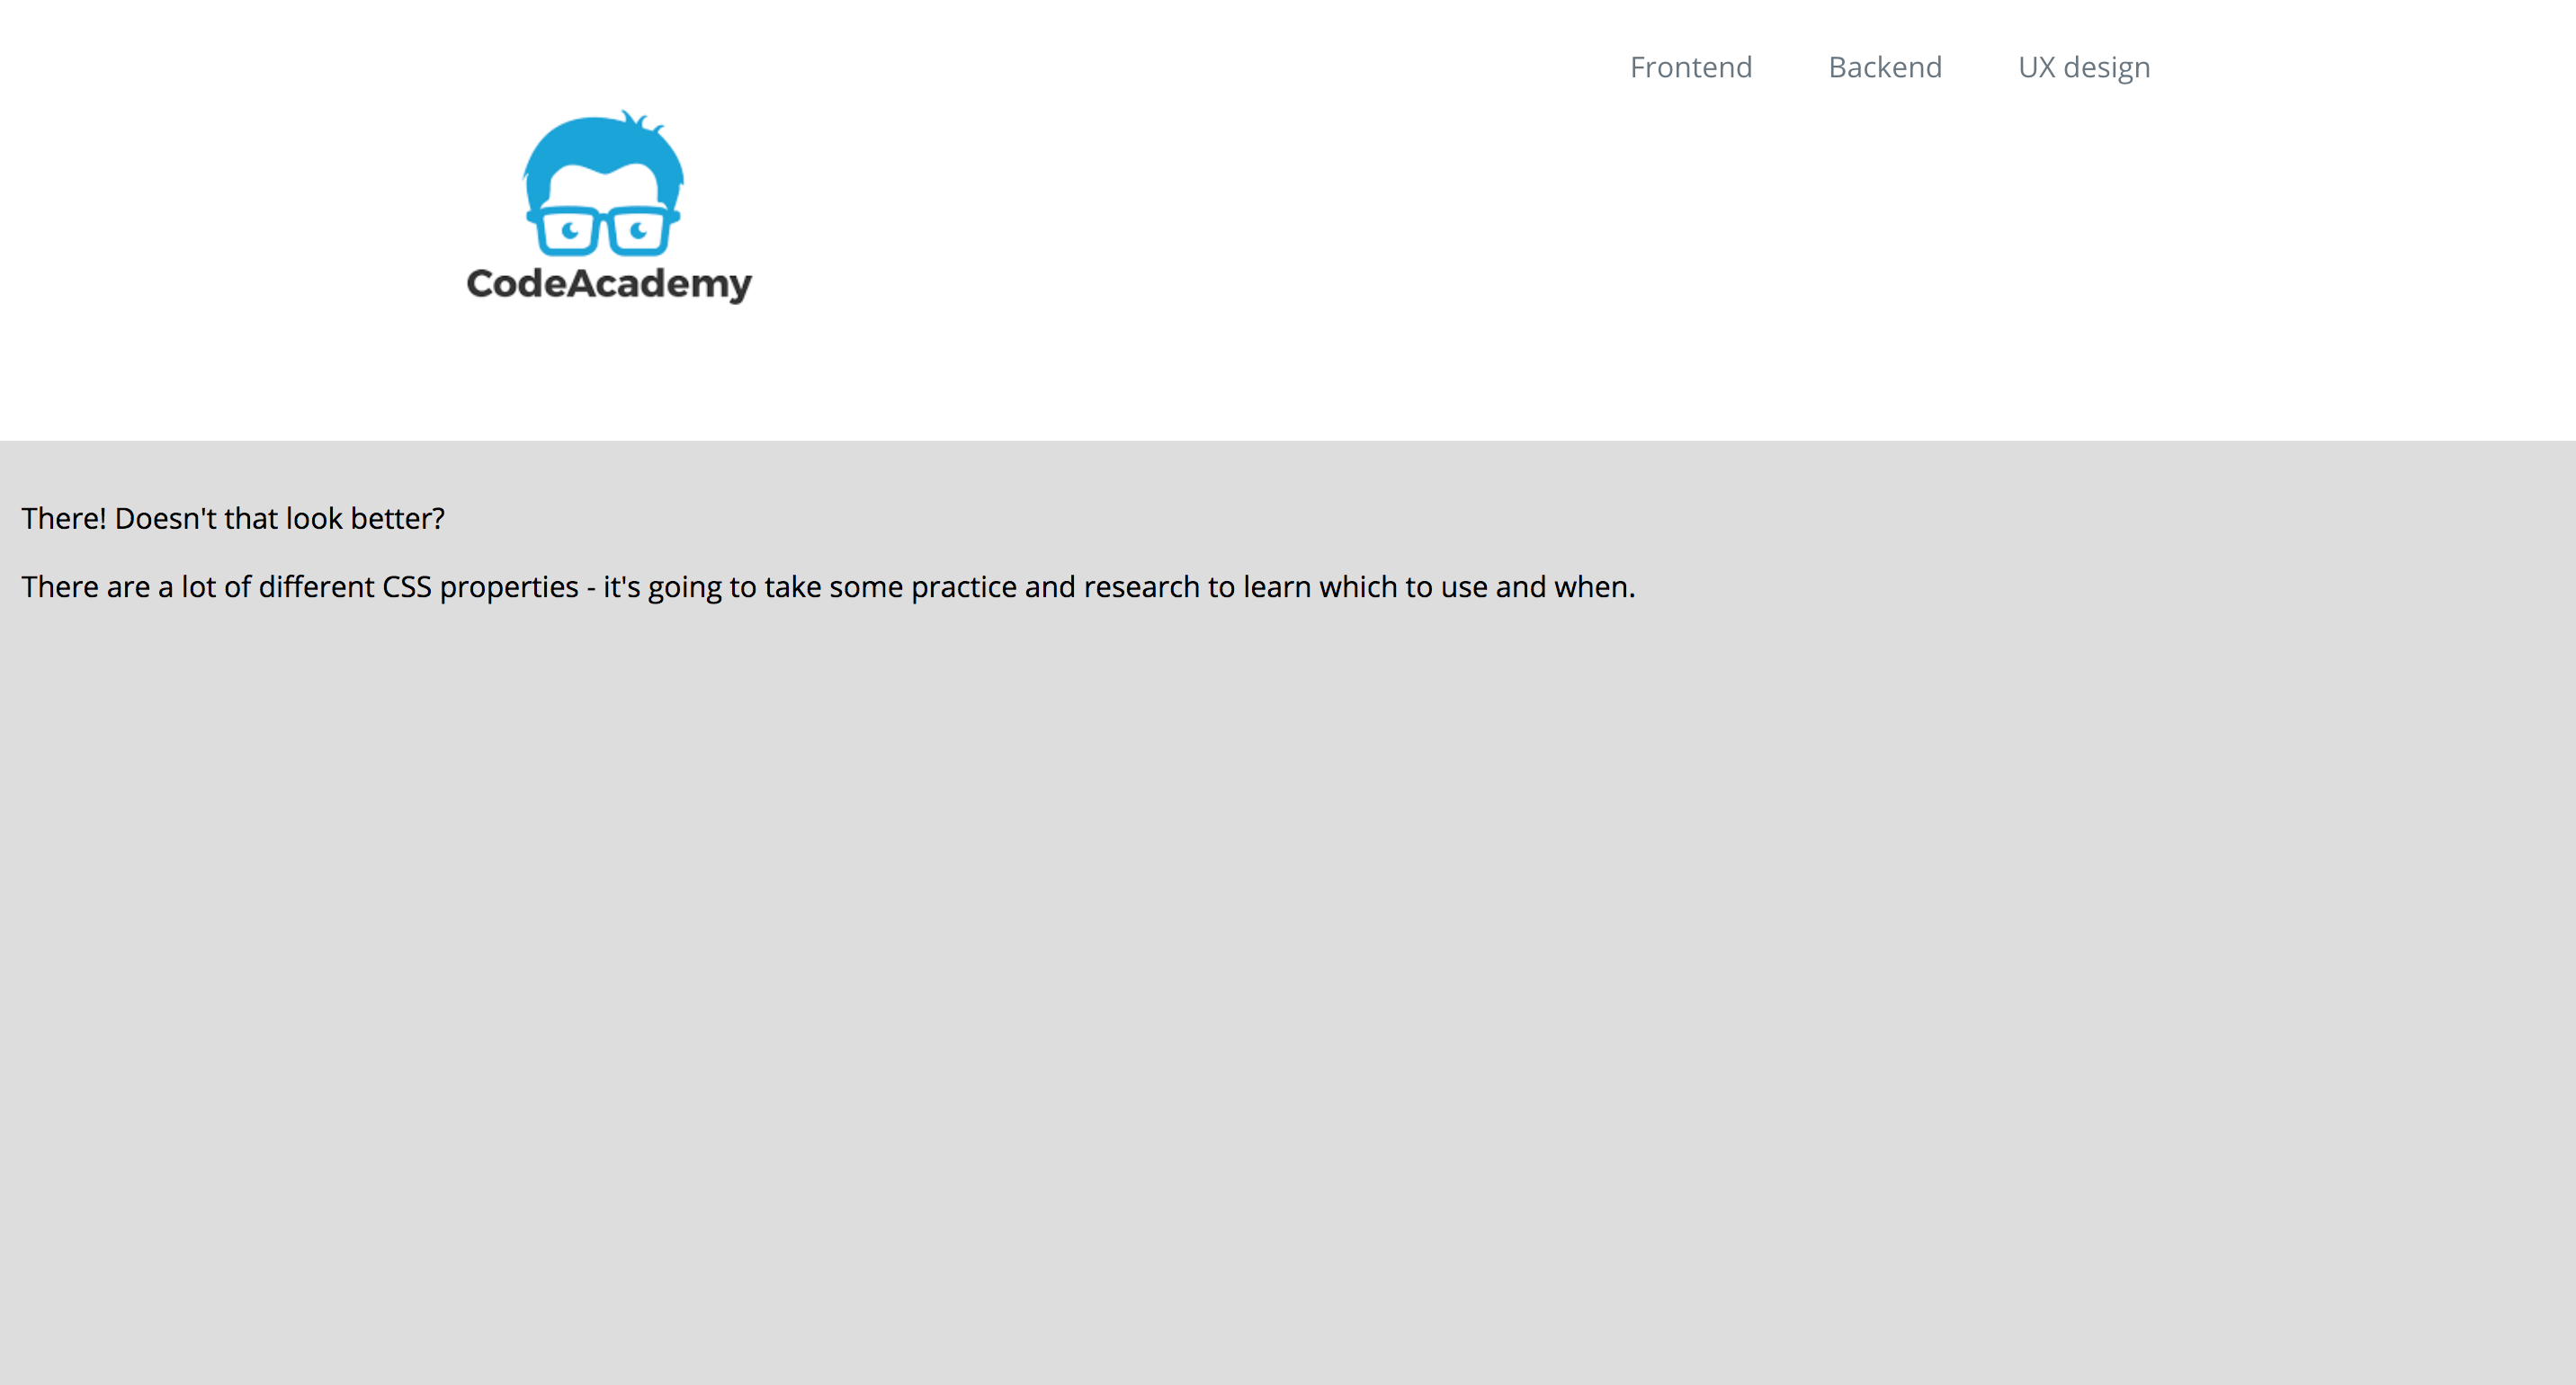 Frontend Backend UX design
CodeAcademy
There! Doesn't that look better?
There are a lot of different CSS properties - it's going to take some practice and research to learn which to use and when.